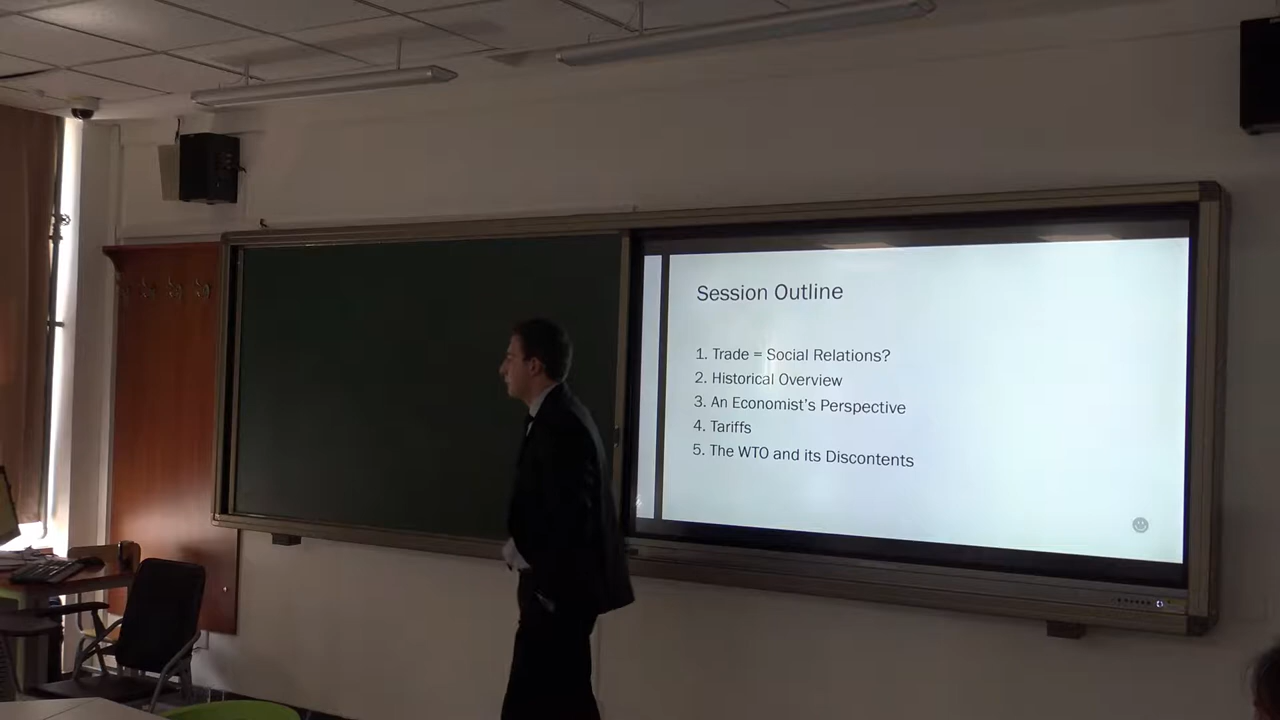 Session Outline
1. Trade = Social Relations?
2. Historical Overview
3. An Economist's Perspective
4. Tariffs
5. The WTO and its Discontents